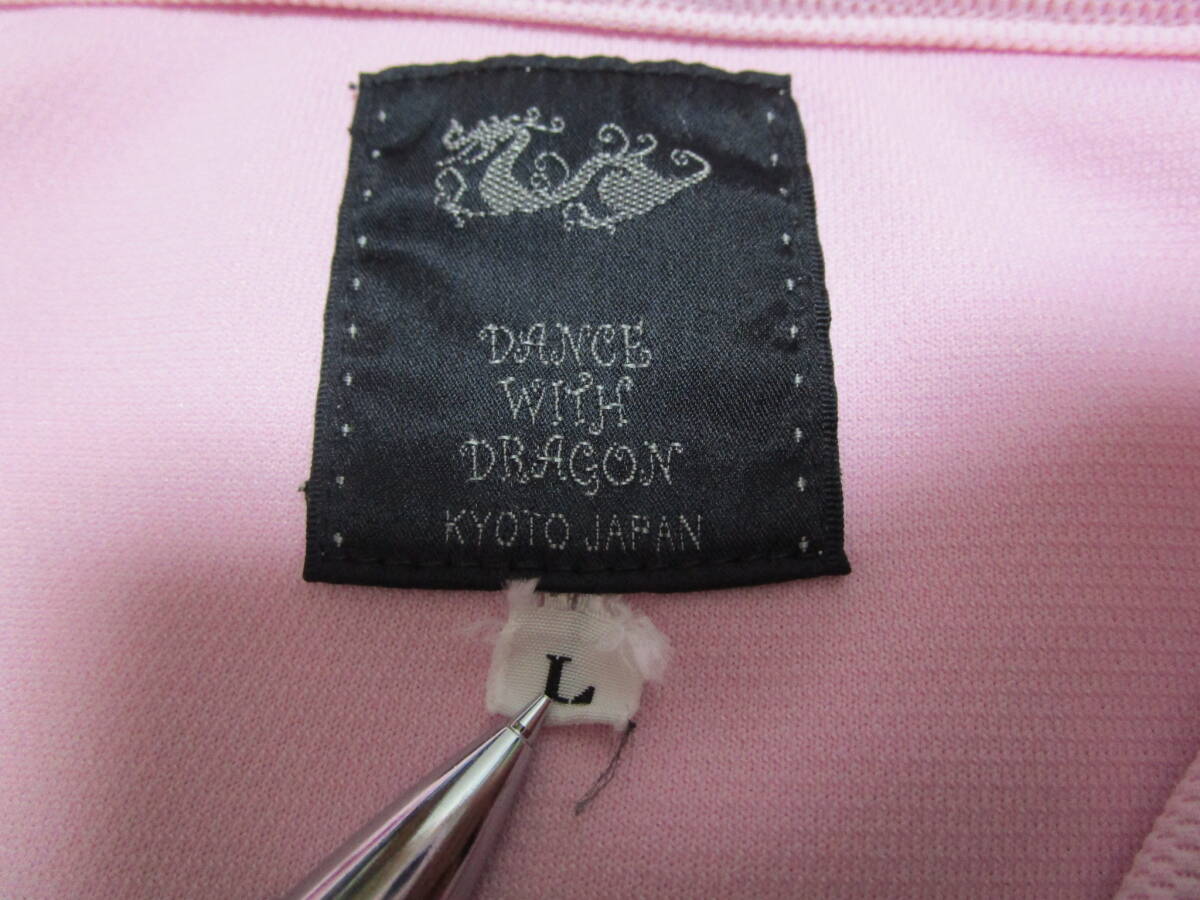 DANCE
WITH
DRAGON
KYOTO JAPAN
L